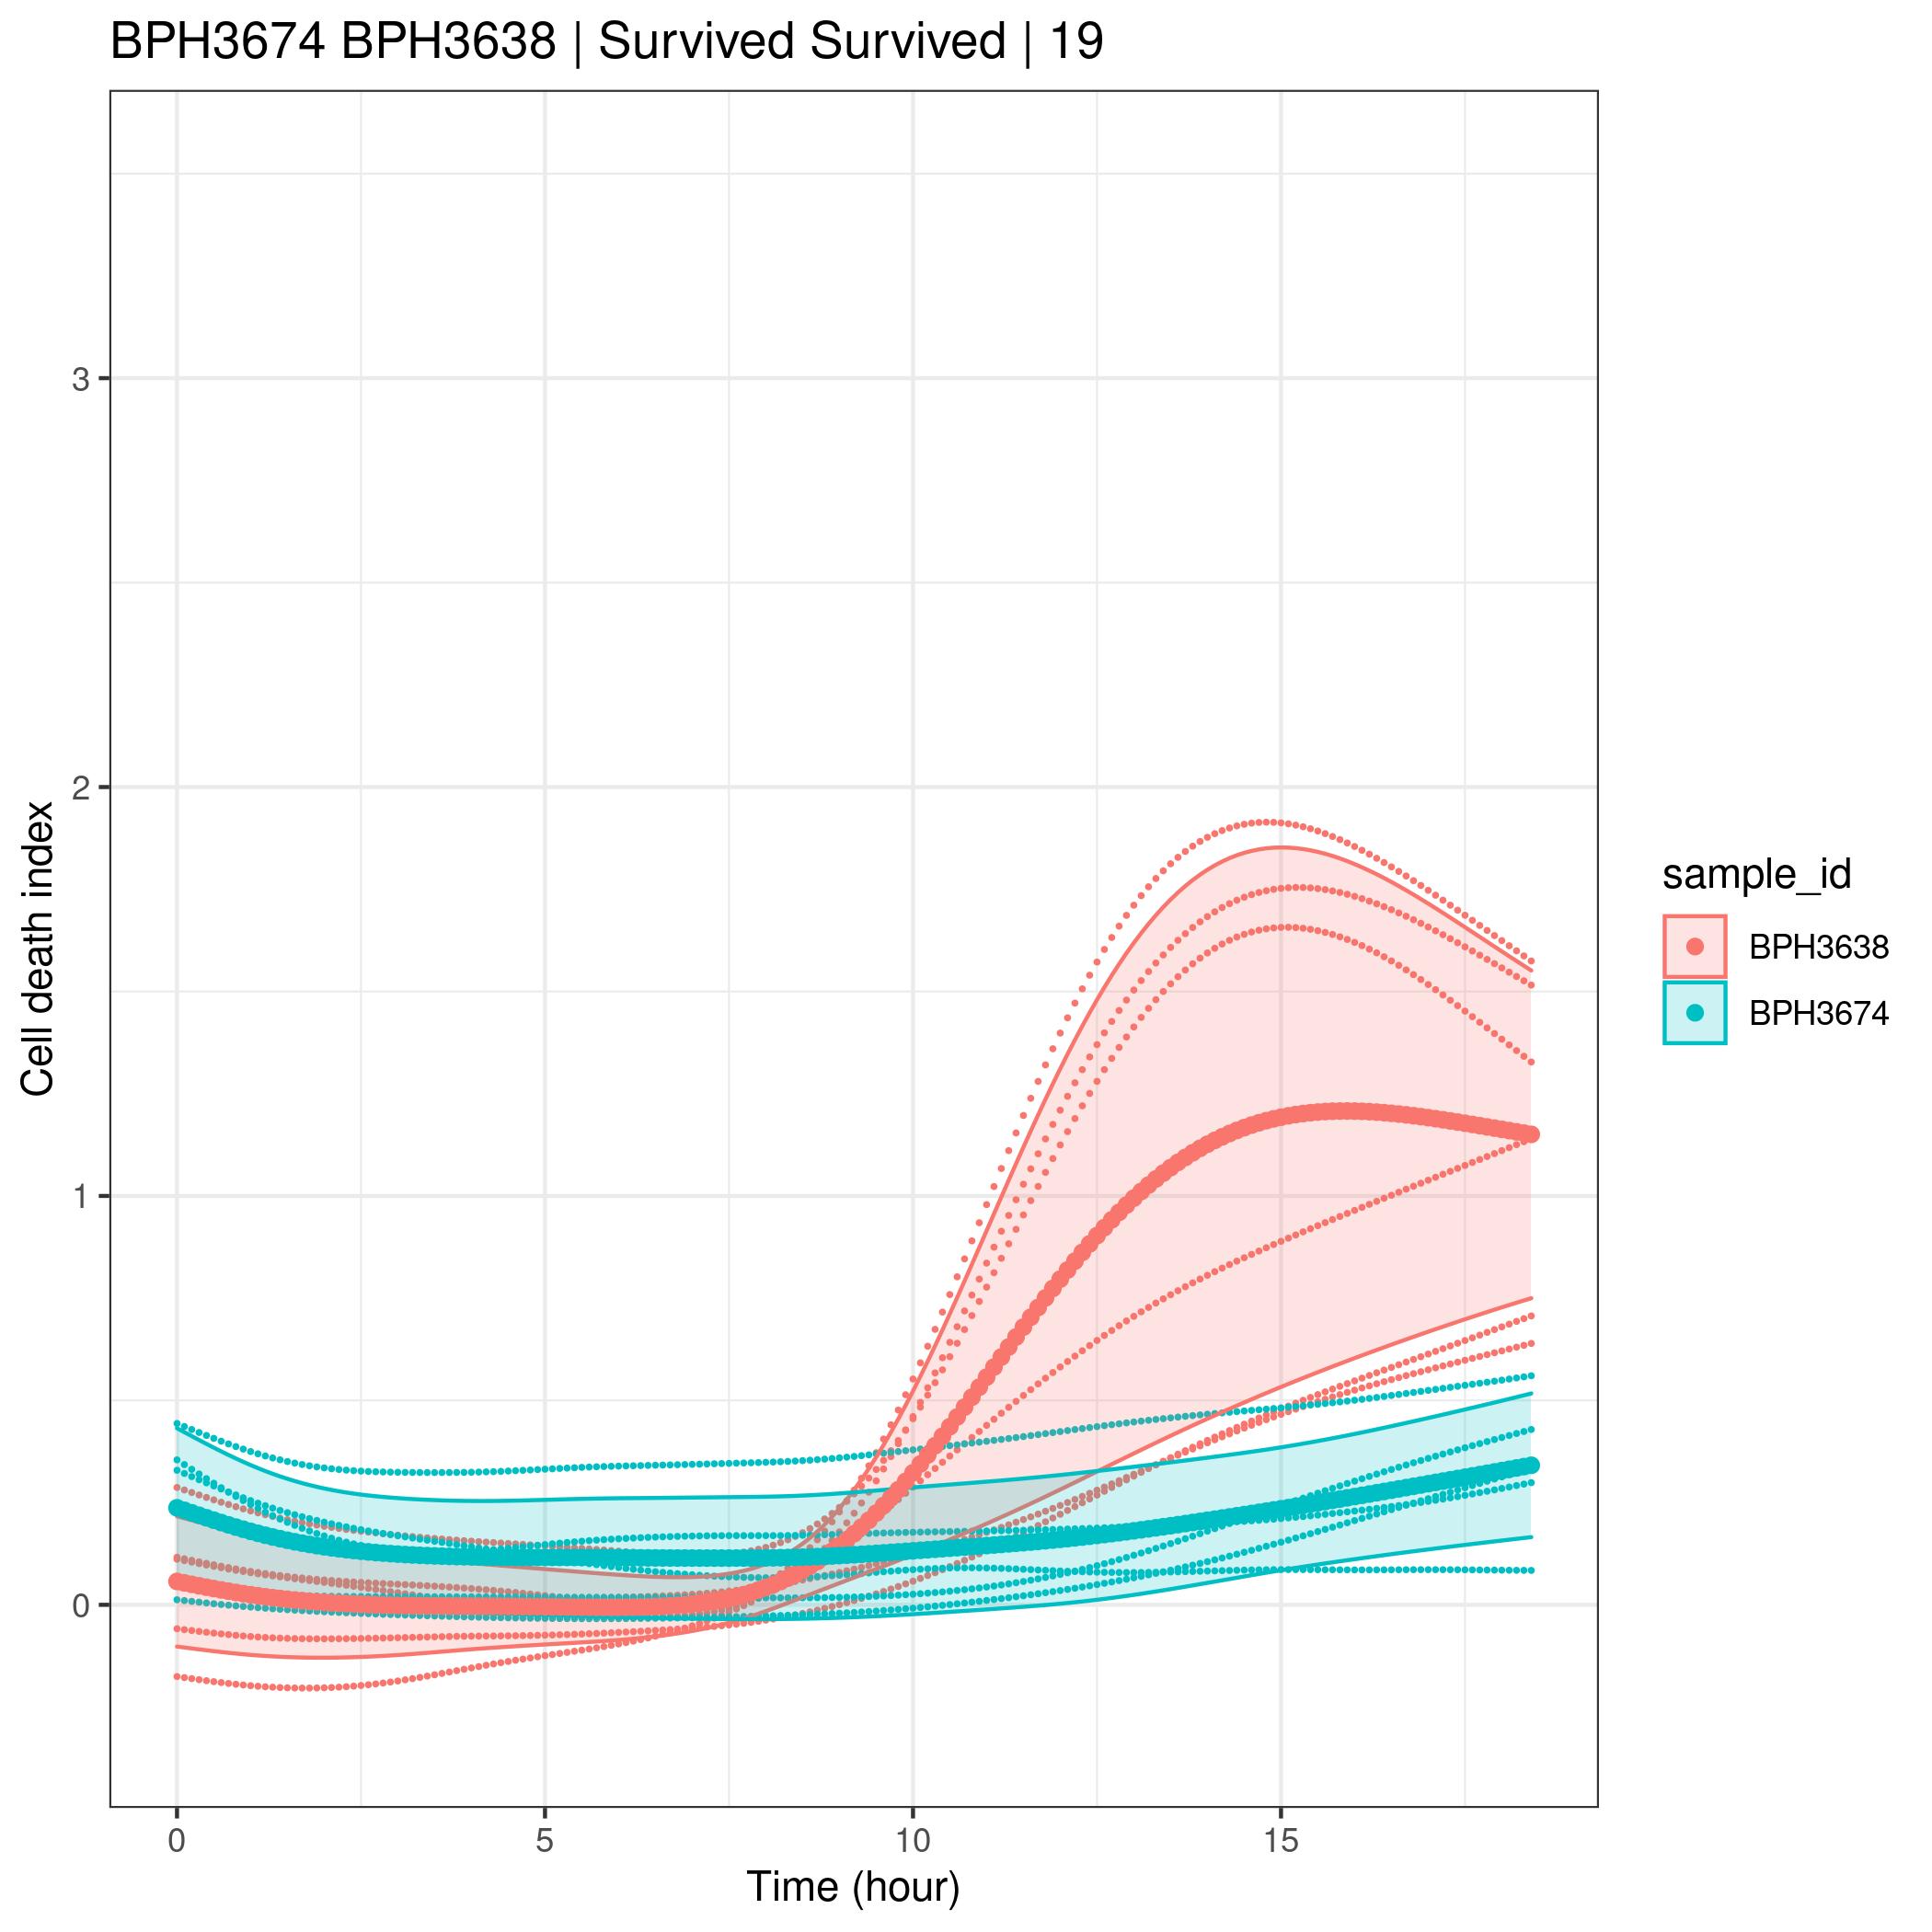 BPH3674 BPH3638 | Survived Survived | 19
Cell death index
3
2
1
0
0 5 10 15
Time (hour)
sample_id
BPH3638
BPH3674